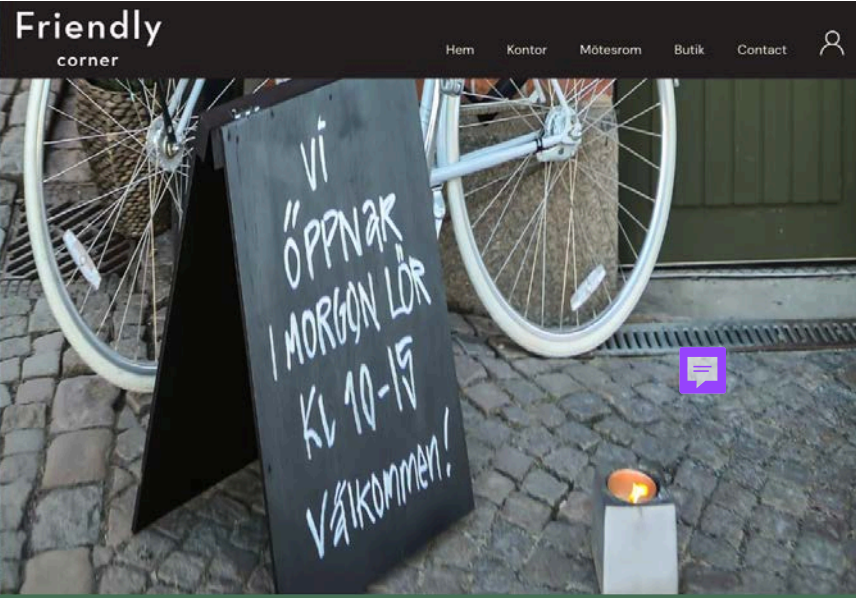 Friendly
corner
Hem Kontor Mötesrom Butik Contact
Vi
ÖPPNaR
I MORGON LÖR
KL 10-15
Välkommen!